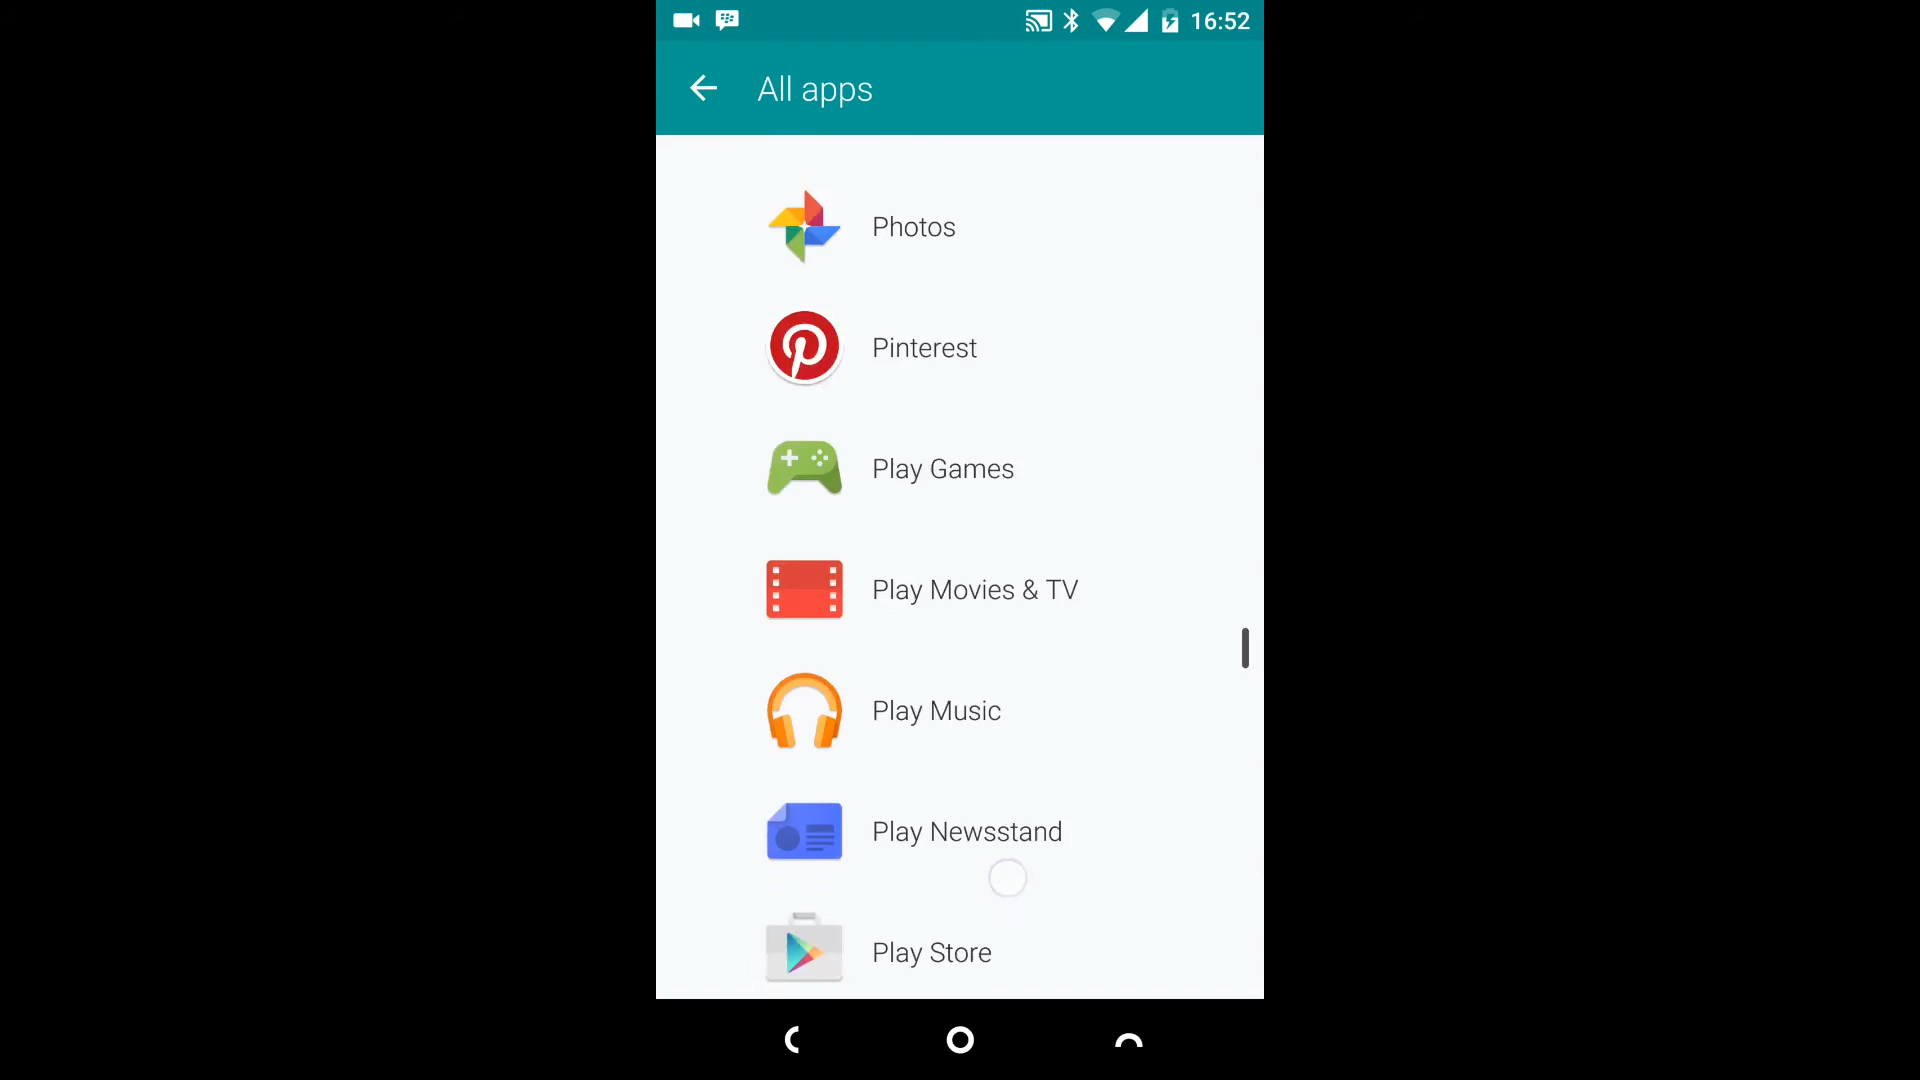 16:52
All apps
Photos
Pinterest
Play Games
Play Movies & TV
Play Music
Play Newsstand
Play Store